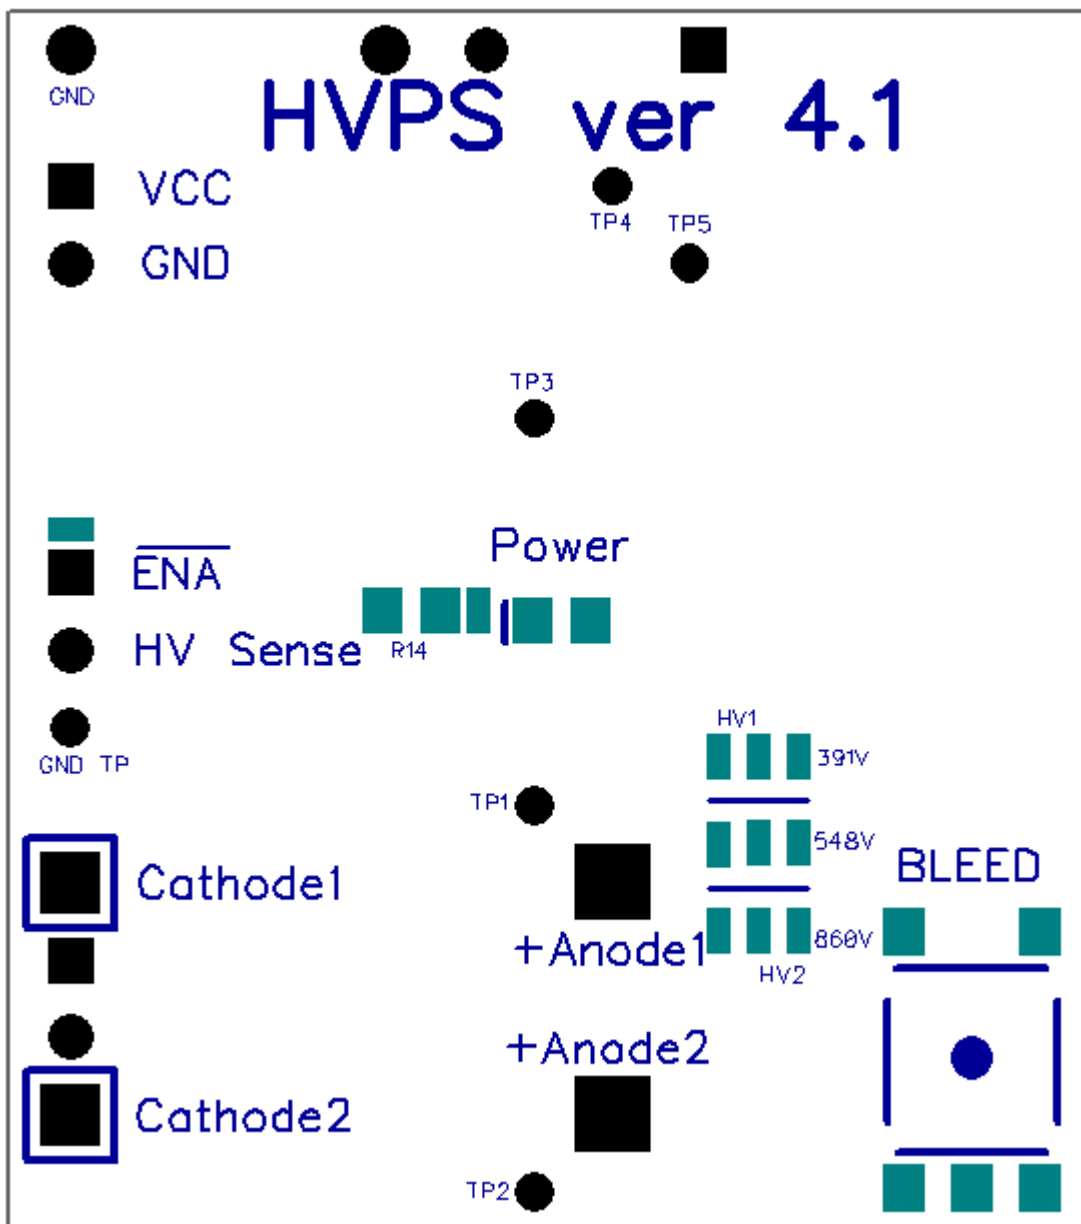 GND
HVPS ver 4.1
VCC
TP4
TP5
GND
TP3
Power
ENA
HV Sense
R14
HV1
GND TP
391V
TP1
548V
BLEED
Cathode1
+Anode1
860V
HV2
+Anode2
Cathode2
TP2